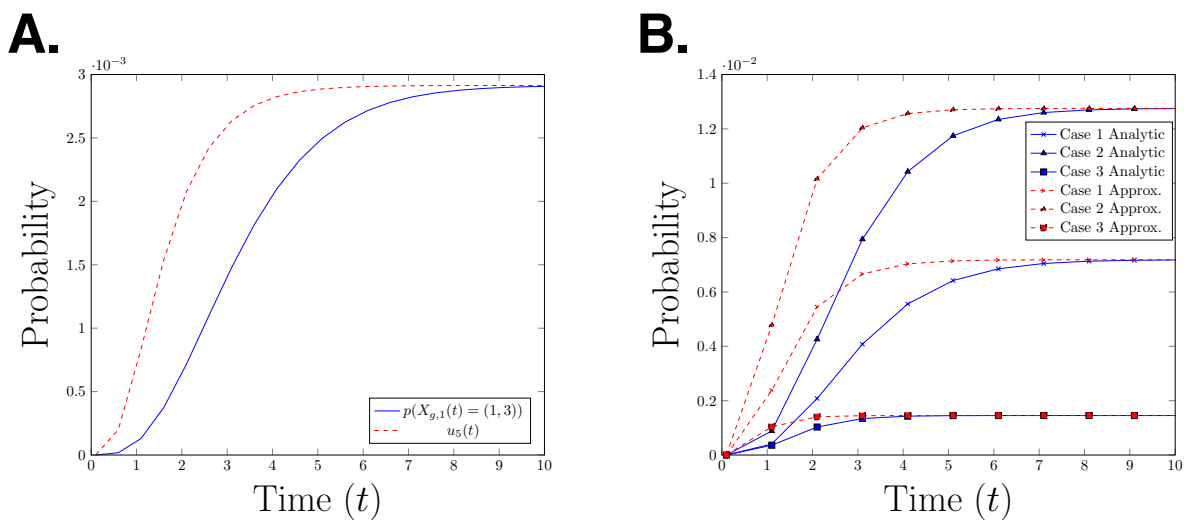 A.
·10⁻³
3
2.5
2
1.5
1
0.5
0
0 1 2 3 4 5 6 7 8 9 10
Probability
Time (t)
p(X_{g,1}(t) = (1, 3))
u₅(t)
B.
·10⁻²
1.4
1.2
1
0.8
0.6
0.4
0.2
0
0 1 2 3 4 5 6 7 8 9 10
Probability
Time (t)
Case 1 Analytic
Case 2 Analytic
Case 3 Analytic
Case 1 Approx.
Case 2 Approx.
Case 3 Approx.